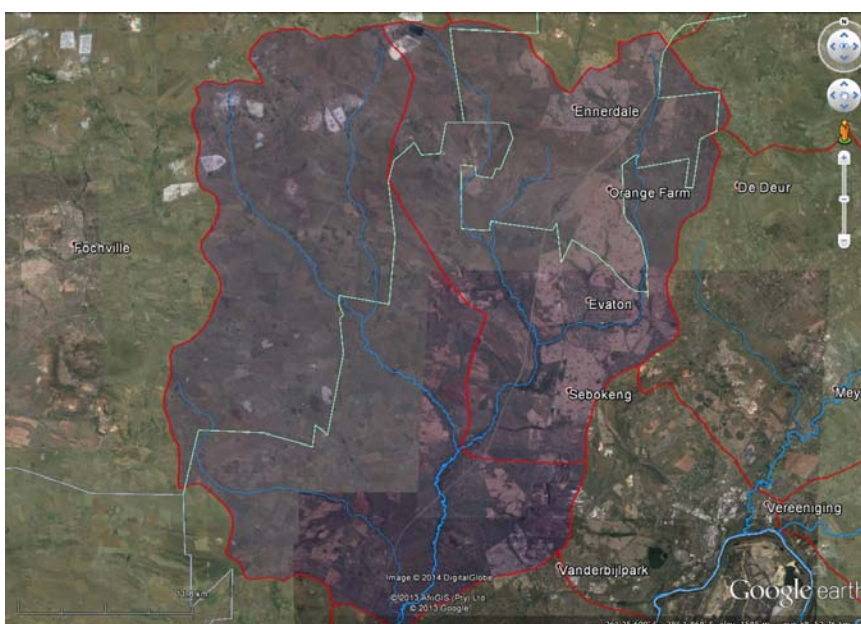 N
Ennerdale
Orange Farm
De Deur
Fochville
Evaton
Sebokeng
Mey
Vereeniging
Vanderbijlpark
Image © 2014 DigitalGlobe
© 2013 AfriGIS (Pty) Ltd.
© 2013 Google
Google earth